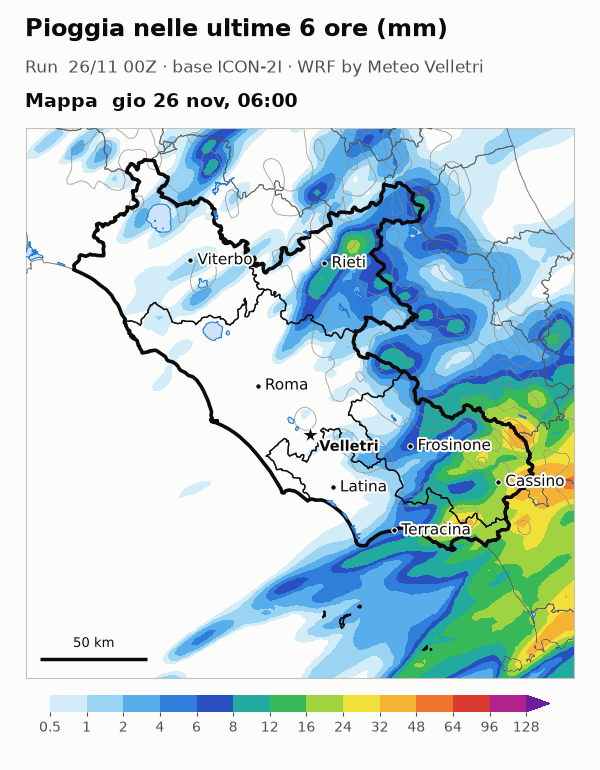 Pioggia nelle ultime 6 ore (mm)
Run 26/11 00Z · base ICON-2I · WRF by Meteo Velletri
Mappa gio 26 nov, 06:00
Viterbo
Rieti
Roma
Velletri
Frosinone
Latina
Cassino
Terracina
50 km
0.5 1 2 4 6 8 12 16 24 32 48 64 96 128